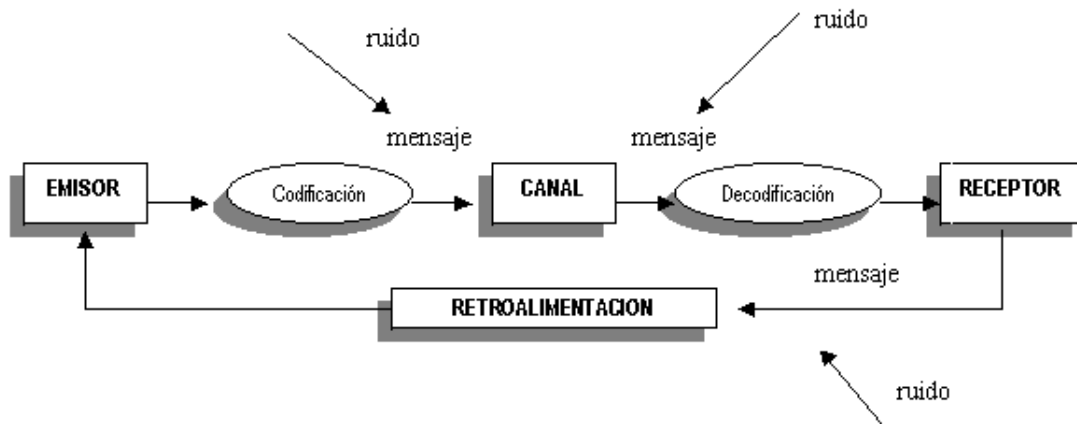 ruido
ruido
mensaje
mensaje
EMISOR
Codificación
CANAL
Decodificación
RECEPTOR
mensaje
RETROALIMENTACION
ruido